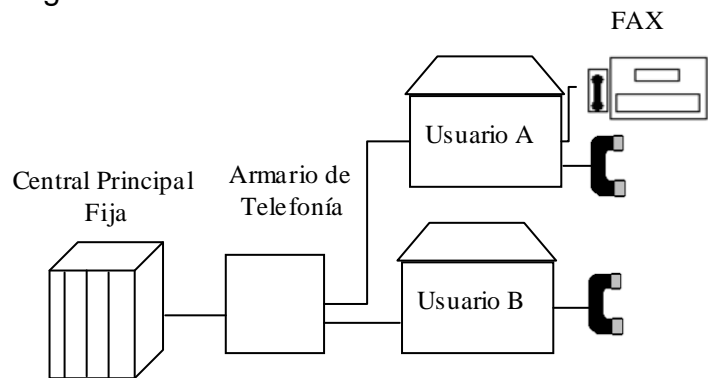 FAX
Usuario A
Central Principal
Fija
Armario de
Telefonía
Usuario B